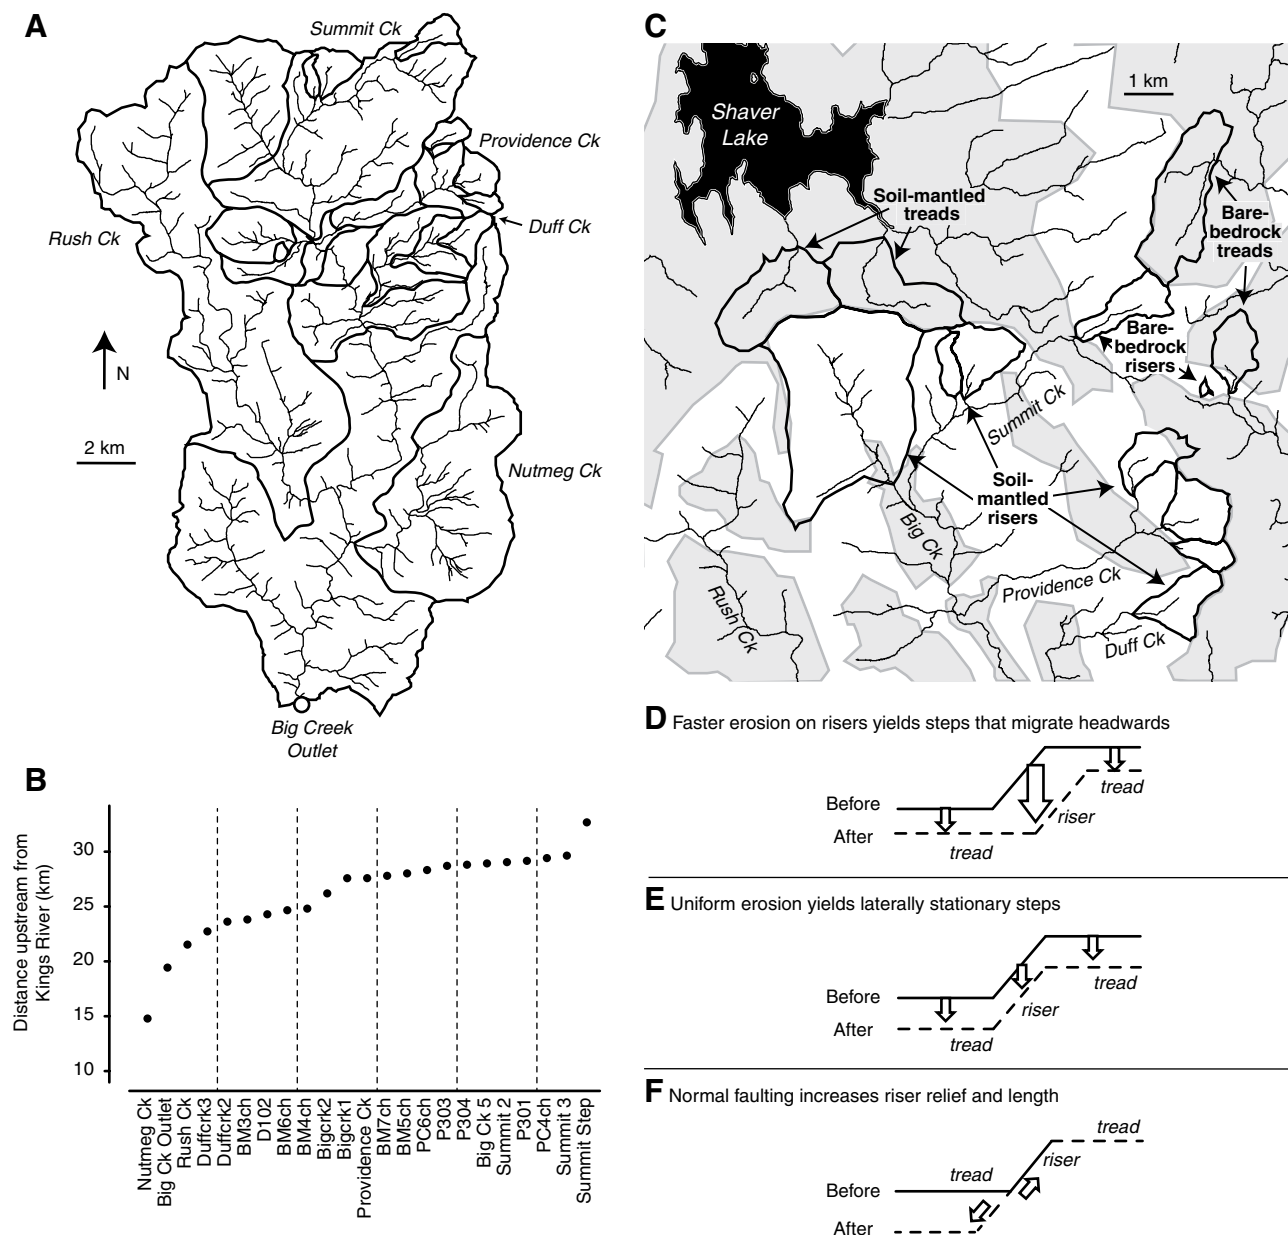 A
Summit Ck
Providence Ck
Duff Ck
Rush Ck
N
2 km
Nutmeg Ck
Big Creek
Outlet
B
Distance upstream from
Kings River (km)
30
25
20
15
10
Nutmeg Ck
Big Ck Outlet
Rush Ck
Duffcrk3
Duffcrk2
BM3ch
D102
BM6ch
BM4ch
Bigcrk2
Bigcrk1
Providence Ck
BM7ch
BM5ch
PC6ch
P303
P304
Big Ck 5
Summit 2
P301
PC4ch
Summit 3
Summit Step
C
1 km
Shaver
Lake
Soil-mantled
treads
Bare-
bedrock
treads
Bare-
bedrock
risers
Summit Ck
Soil-
mantled
risers
Big Ck
Providence Ck
Rush Ck
Duff Ck
D Faster erosion on risers yields steps that migrate headwards
Before
After
tread
riser
tread
E Uniform erosion yields laterally stationary steps
Before
After
tread
riser
tread
F Normal faulting increases riser relief and length
tread
tread
riser
Before
After